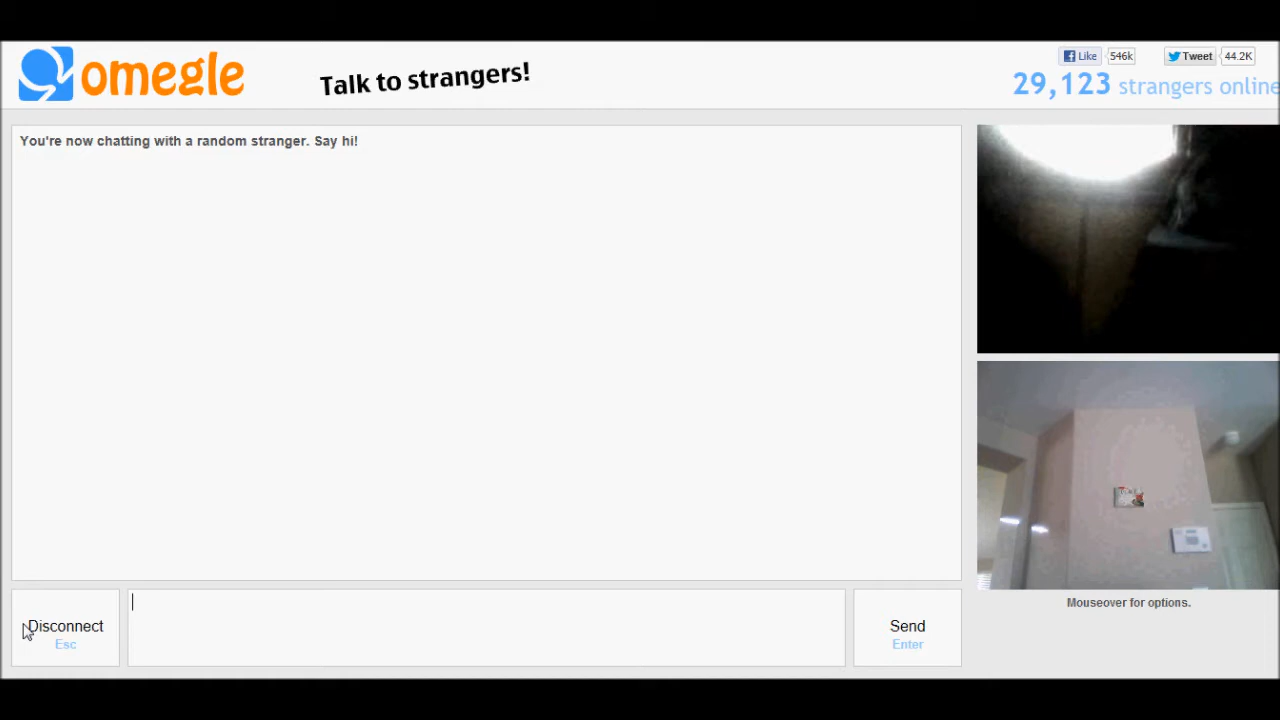 omegle
Talk to strangers!
Like 546k
Tweet 44.2K
29,123 strangers online
You're now chatting with a random stranger. Say hi!
Mouseover for options.
Disconnect
Esc
Send
Enter